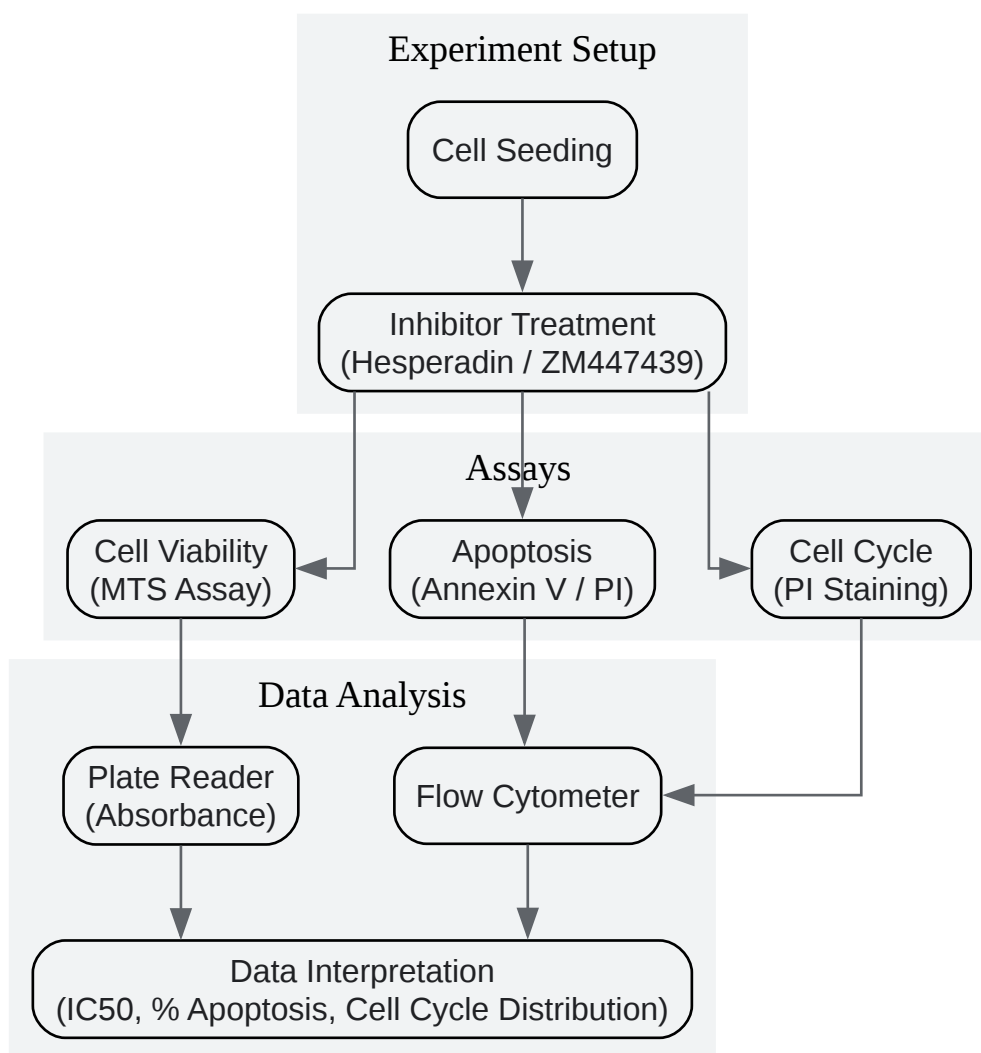 Experiment Setup
Cell Seeding
Inhibitor Treatment
(Hesperadin / ZM447439)
Assays
Cell Viability
(MTS Assay)
Apoptosis
(Annexin V / PI)
Cell Cycle
(PI Staining)
Data Analysis
Plate Reader
(Absorbance)
Flow Cytometer
Data Interpretation
(IC50, % Apoptosis, Cell Cycle Distribution)